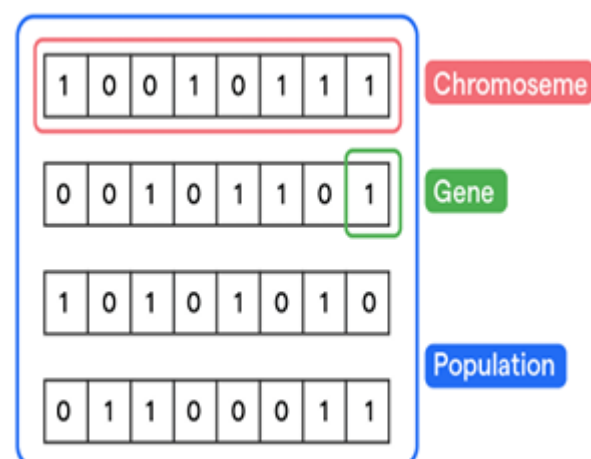 1 0 0 1 0 1 1 1 Chromoseme
0 0 1 0 1 1 0 1 Gene
1 0 1 0 1 0 1 0
Population
0 1 1 0 0 0 1 1